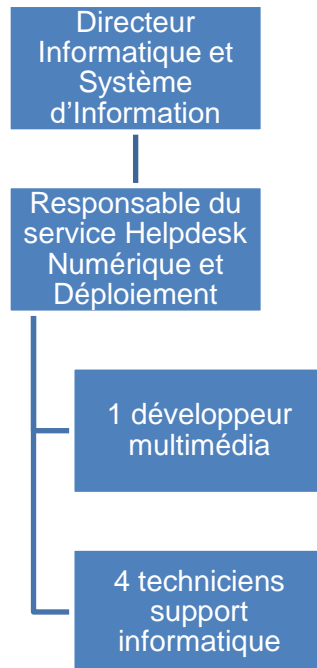 Directeur
Informatique et
Système
d'Information
Responsable du
service Helpdesk
Numérique et
Déploiement
1 développeur
multimédia
4 techniciens
support
informatique